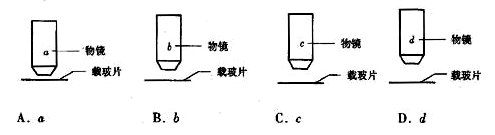 a 物镜 载玻片
b 物镜 载玻片
c 物镜 载玻片
d 物镜 载玻片
A. a B. b C. c D. d